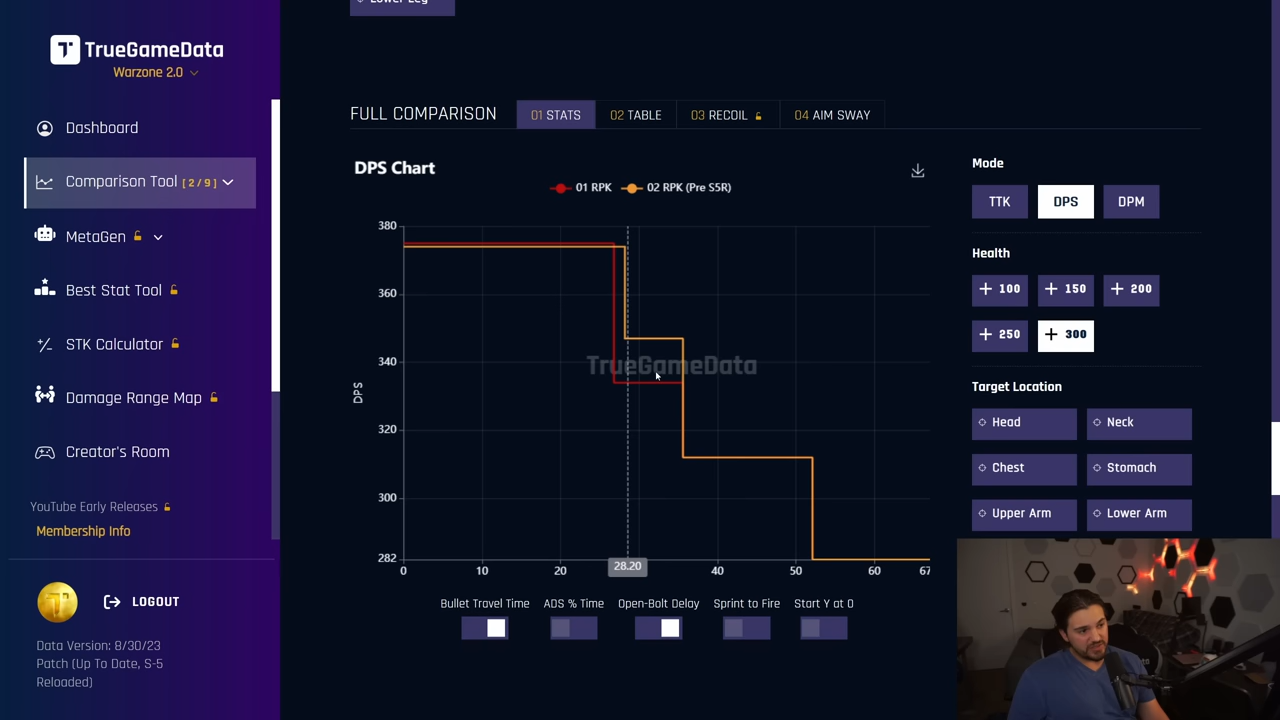 Lower Leg
TrueGameData
Warzone 2.0
Dashboard
Comparison Tool [ 2 / 9 ]
MetaGen
Best Stat Tool
STK Calculator
Damage Range Map
Creator's Room
YouTube Early Releases
Membership Info
LOGOUT
Data Version: 8/30/23
Patch (Up To Date, S-5
Reloaded)
FULL COMPARISON
01 STATS
02 TABLE
03 RECOIL
04 AIM SWAY
DPS Chart
01 RPK
02 RPK (Pre S5R)
380
360
340
320
300
282
DPS
TrueGameData
0
10
20
28.20
40
50
60
67
Bullet Travel Time
ADS % Time
Open-Bolt Delay
Sprint to Fire
Start Y at 0
Mode
TTK
DPS
DPM
Health
100
150
200
250
300
Target Location
Head
Neck
Chest
Stomach
Upper Arm
Lower Arm